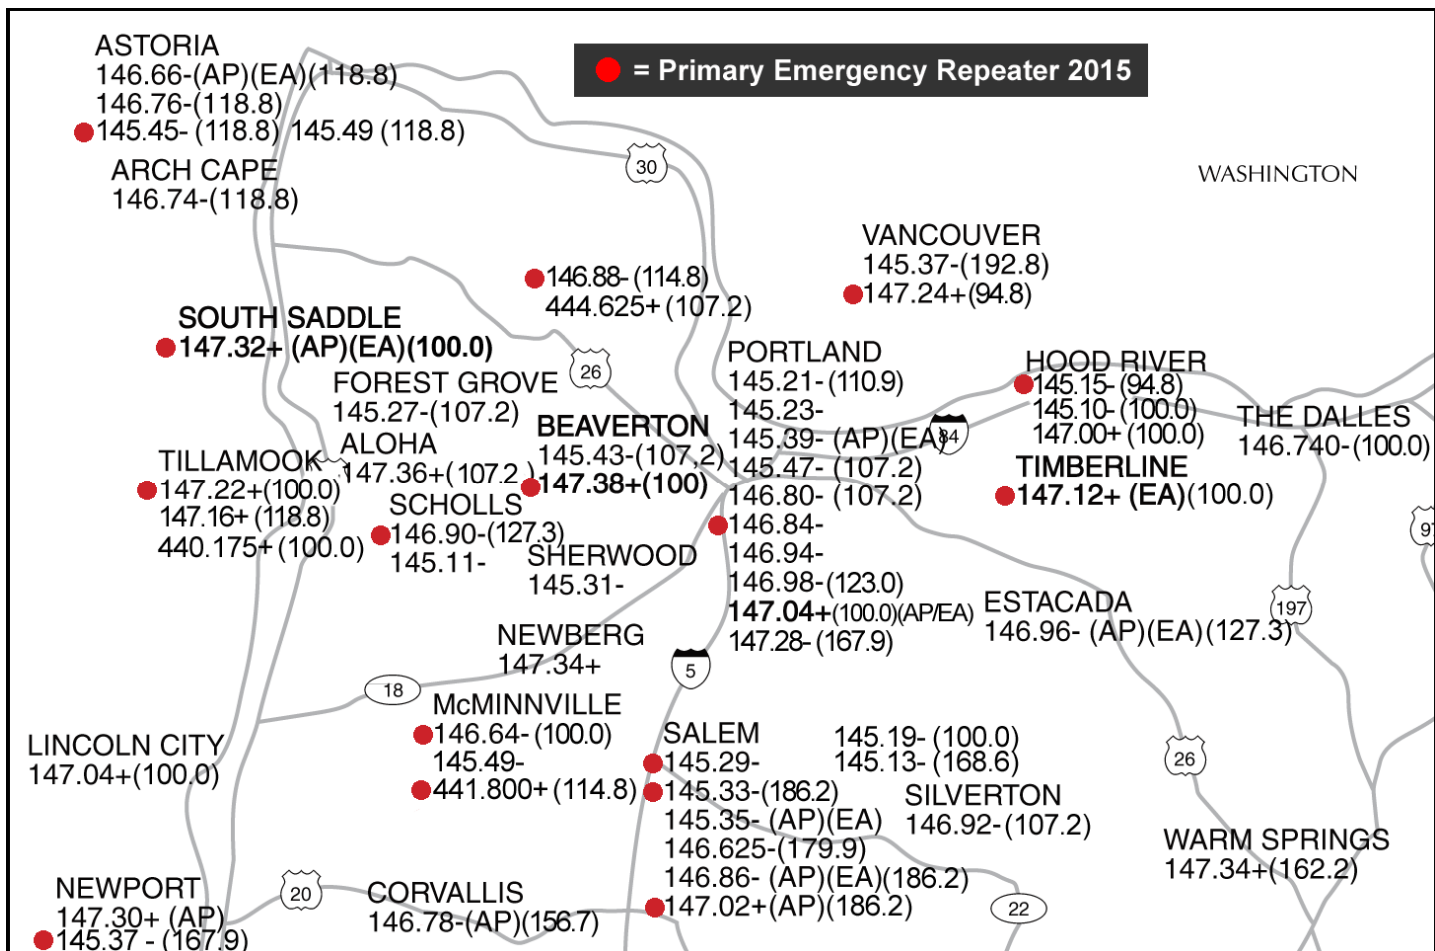 ASTORIA
146.66-(AP)(EA)(118.8)
146.76-(118.8)
145.45- (118.8) 145.49 (118.8)
= Primary Emergency Repeater 2015
ARCH CAPE
146.74-(118.8)
30
WASHINGTON
VANCOUVER
145.37-(192.8)
147.24+(94.8)
146.88- (114.8)
444.625+ (107.2)
SOUTH SADDLE
147.32+ (AP)(EA)(100.0)
26
FOREST GROVE
145.27-(107.2)
PORTLAND
145.21- (110.9)
145.23-
145.39- (AP)(EA)
145.47- (107.2)
146.80- (107.2)
146.84-
146.94-
146.98- (123.0)
147.04+(100.0)(AP/EA)
147.28- (167.9)
84
HOOD RIVER
145.15- (94.8)
145.10- (100.0)
147.00+ (100.0)
THE DALLES
146.740-(100.0)
BEAVERTON
145.43-(107,2)
147.38+(100)
ALOHA
147.36+(107.2 )
TILLAMOOK
147.22+(100.0)
147.16+ (118.8)
440.175+ (100.0)
SCHOLLS
146.90-(127.3)
145.11-
TIMBERLINE
147.12+ (EA)(100.0)
97
SHERWOOD
145.31-
ESTACADA
146.96- (AP)(EA)(127.3)
197
NEWBERG
147.34+
5
18
McMINNVILLE
146.64- (100.0)
145.49-
441.800+ (114.8)
LINCOLN CITY
147.04+(100.0)
SALEM
145.29-
145.33-(186.2)
145.35- (AP)(EA)
146.625-(179.9)
146.86- (AP)(EA)(186.2)
147.02+(AP)(186.2)
145.19- (100.0)
145.13- (168.6)
26
SILVERTON
146.92-(107.2)
WARM SPRINGS
147.34+(162.2)
NEWPORT
147.30+ (AP)
145.37 - (167.9)
20
CORVALLIS
146.78-(AP)(156.7)
22